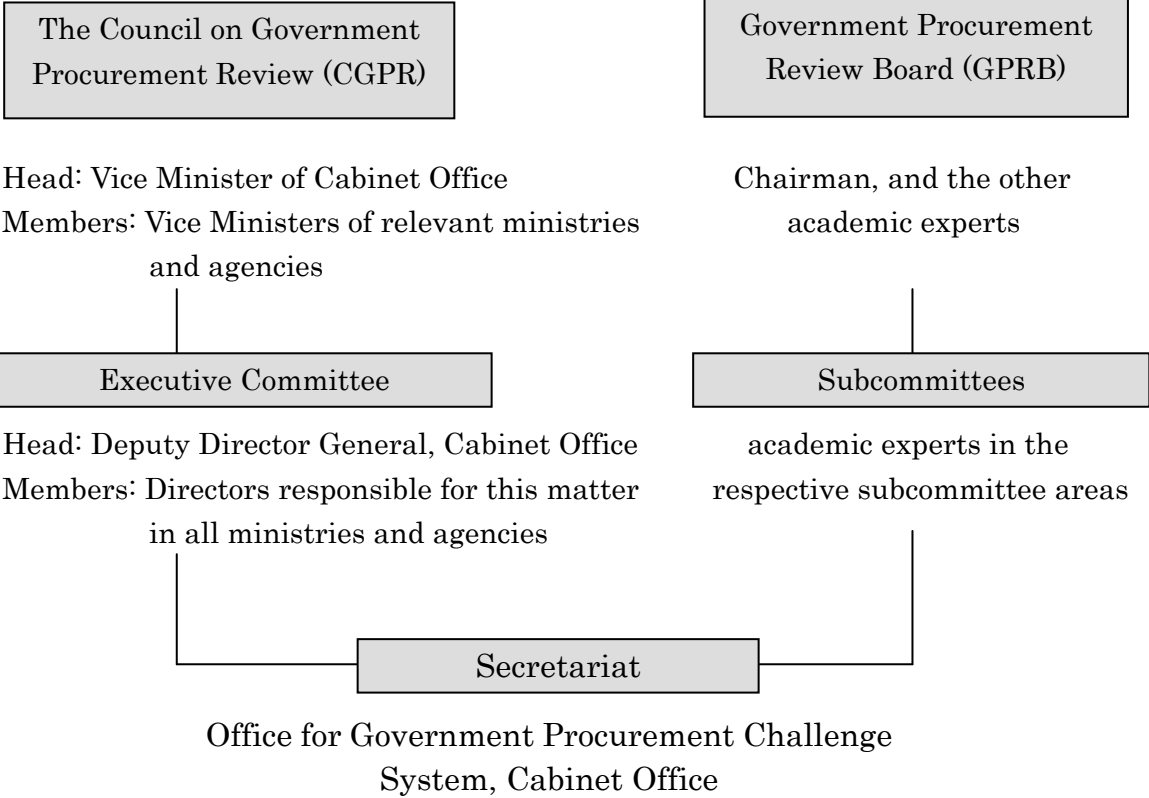 The Council on Government
Procurement Review (CGPR)
Head: Vice Minister of Cabinet Office
Members: Vice Ministers of relevant ministries
and agencies
Executive Committee
Head: Deputy Director General, Cabinet Office
Members: Directors responsible for this matter
in all ministries and agencies
Government Procurement
Review Board (GPRB)
Chairman, and the other
academic experts
Subcommittees
academic experts in the
respective subcommittee areas
Secretariat
Office for Government Procurement Challenge
System, Cabinet Office